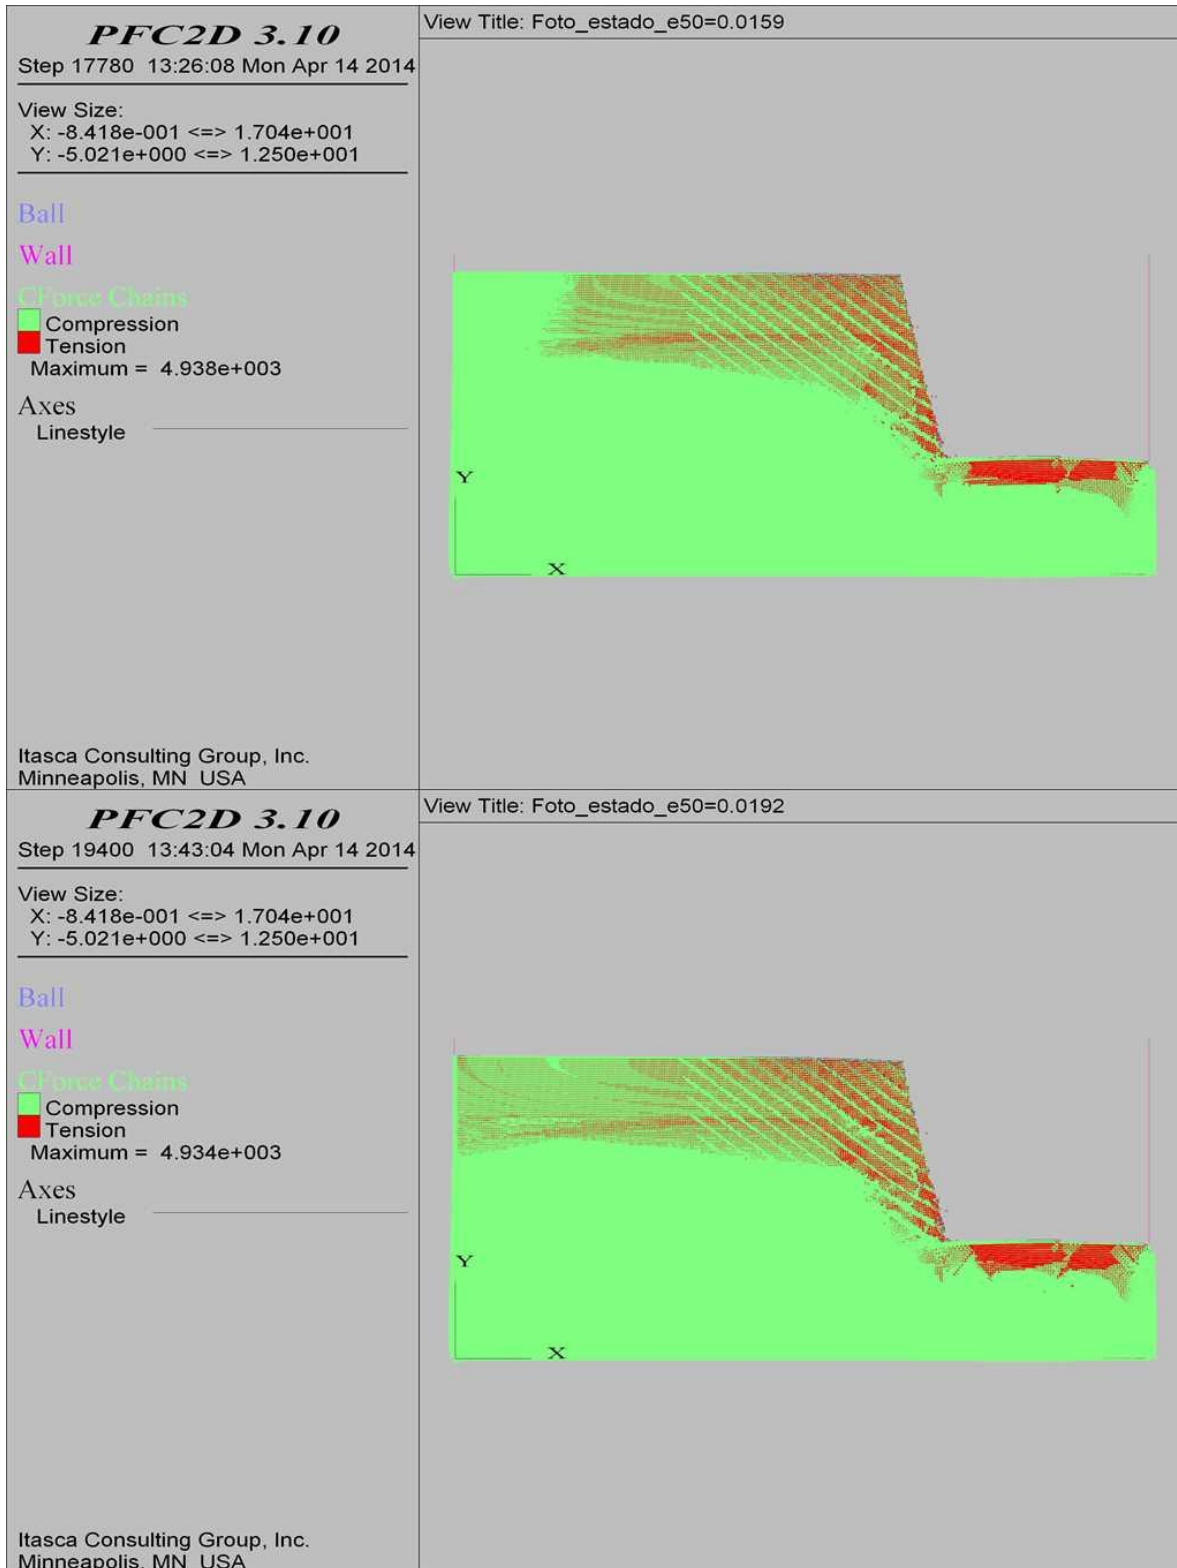 PFC2D 3.10
Step 17780 13:26:08 Mon Apr 14 2014
View Size:
X: -8.418e-001 <=> 1.704e+001
Y: -5.021e+000 <=> 1.250e+001
Ball
Wall
CForce Chains
Compression
Tension
Maximum = 4.938e+003
Axes
Linestyle
Itasca Consulting Group, Inc.
Minneapolis, MN USA
View Title: Foto_estado_e50=0.0159
Y
X
PFC2D 3.10
Step 19400 13:43:04 Mon Apr 14 2014
View Size:
X: -8.418e-001 <=> 1.704e+001
Y: -5.021e+000 <=> 1.250e+001
Ball
Wall
CForce Chains
Compression
Tension
Maximum = 4.934e+003
Axes
Linestyle
Itasca Consulting Group, Inc.
Minneapolis, MN USA
View Title: Foto_estado_e50=0.0192
Y
X